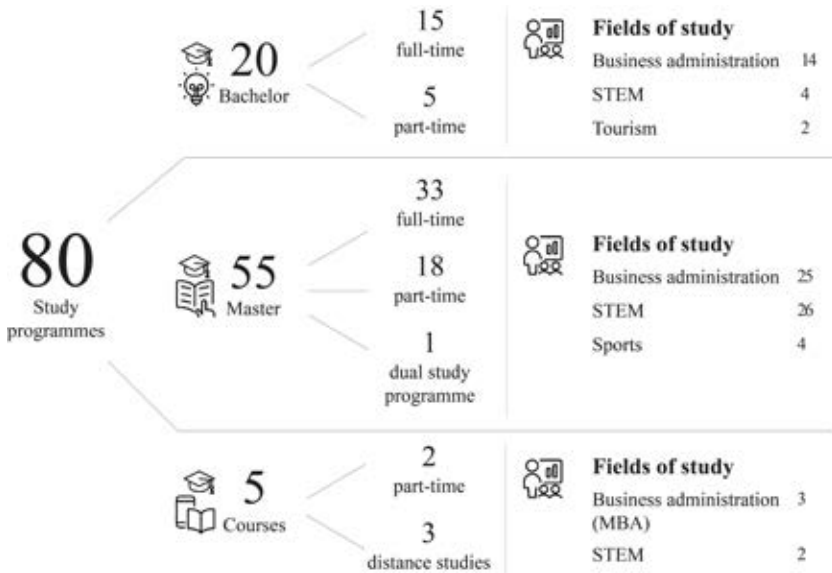 20
Bachelor
15
full-time
5
part-time
Fields of study
Business administration 14
STEM 4
Tourism 2
80
Study
programmes
55
Master
33
full-time
18
part-time
1
dual study
programme
Fields of study
Business administration 25
STEM 26
Sports 4
5
Courses
2
part-time
3
distance studies
Fields of study
Business administration 3
(MBA)
STEM 2